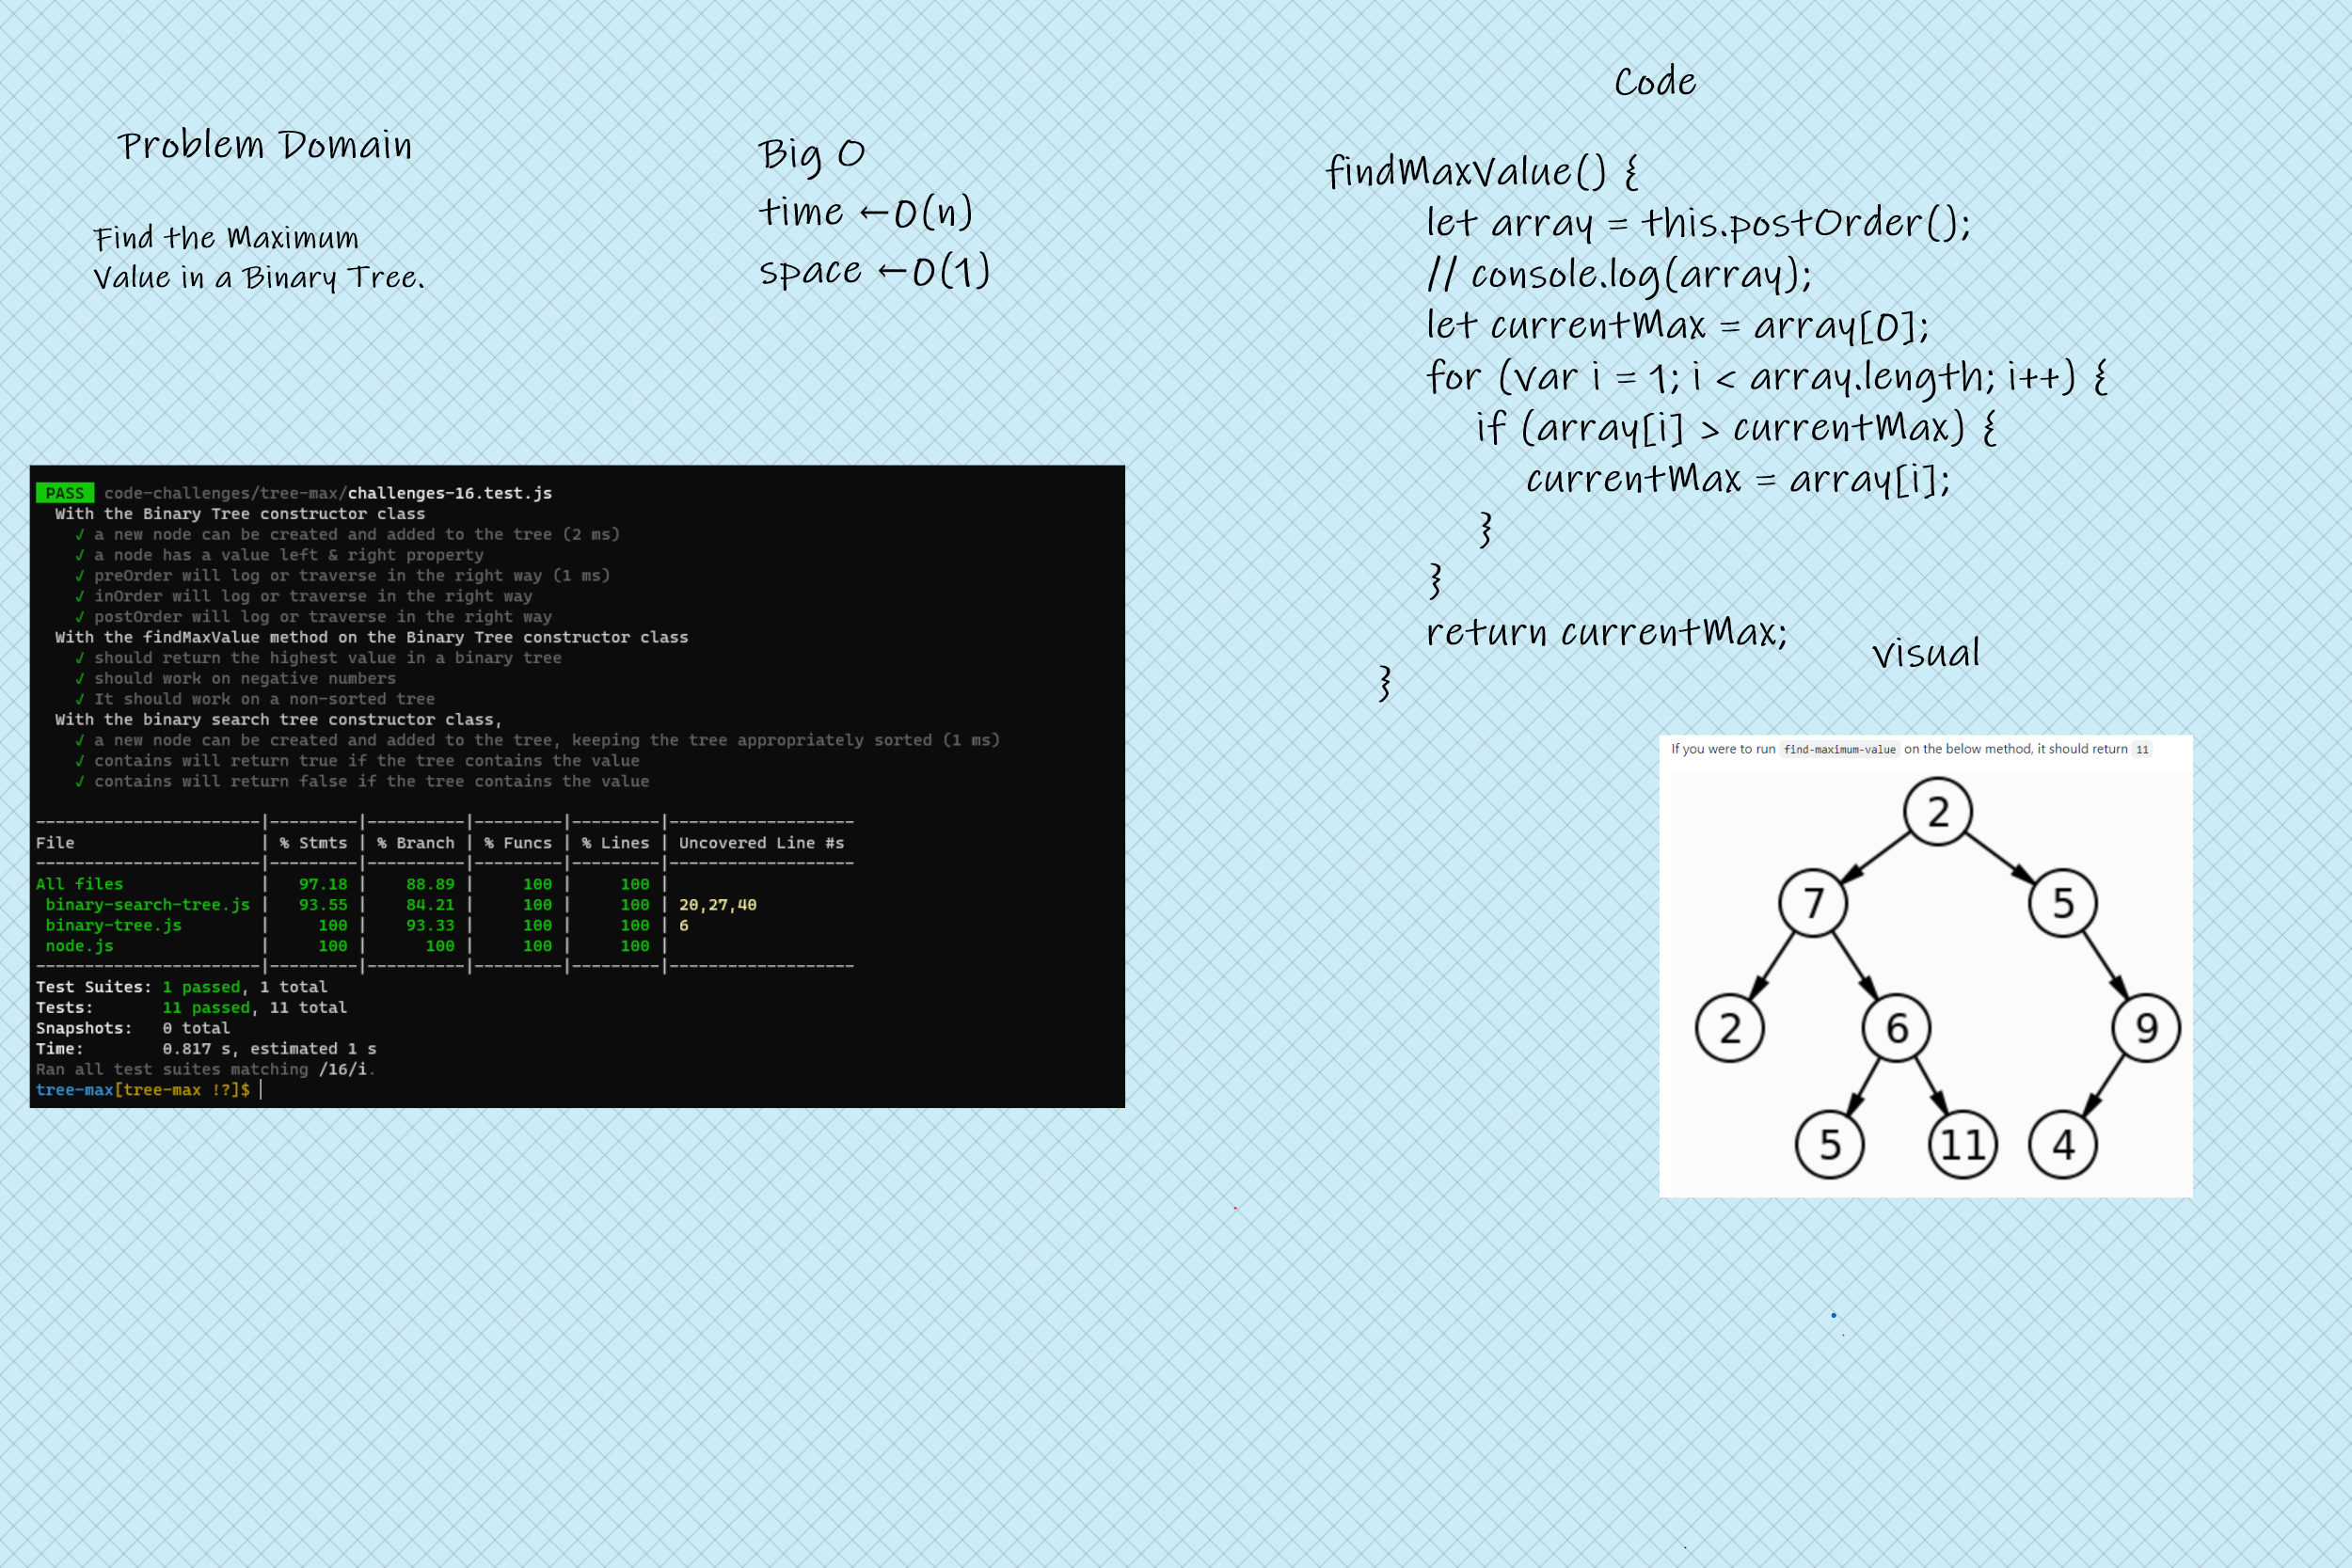 Problem Domain
Find the Maximum
Value in a Binary Tree.
Big O
time ←O(n)
space ←O(1)
Code
findMaxValue() {
let array = this.postOrder();
// console.log(array);
let currentMax = array[0];
for (var i = 1; i < array.length; i++) {
if (array[i] > currentMax) {
currentMax = array[i];
}
}
return currentMax;
}
PASS code-challenges/tree-max/challenges-16.test.js
With the Binary Tree constructor class
√ a new node can be created and added to the tree (2 ms)
√ a node has a value left & right property
√ preOrder will log or traverse in the right way (1 ms)
√ inOrder will log or traverse in the right way
√ postOrder will log or traverse in the right way
With the findMaxValue method on the Binary Tree constructor class
√ should return the highest value in a binary tree
√ should work on negative numbers
√ It should work on a non-sorted tree
With the binary search tree constructor class,
√ a new node can be created and added to the tree, keeping the tree appropriately sorted (1 ms)
√ contains will return true if the tree contains the value
√ contains will return false if the tree contains the value
-----------------------|---------|----------|---------|---------|-------------------
File | % Stmts | % Branch | % Funcs | % Lines | Uncovered Line #s
-----------------------|---------|----------|---------|---------|-------------------
All files | 97.18 | 88.89 | 100 | 100 |
binary-search-tree.js | 93.55 | 84.21 | 100 | 100 | 20,27,40
binary-tree.js | 100 | 93.33 | 100 | 100 | 6
node.js | 100 | 100 | 100 | 100 |
-----------------------|---------|----------|---------|---------|-------------------
Test Suites: 1 passed, 1 total
Tests: 11 passed, 11 total
Snapshots: 0 total
Time: 0.817 s, estimated 1 s
Ran all test suites matching /16/i.
tree-max[tree-max !?]$
visual
If you were to run find-maximum-value on the below method, it should return 11
2
7 5
2 6 9
5 11 4